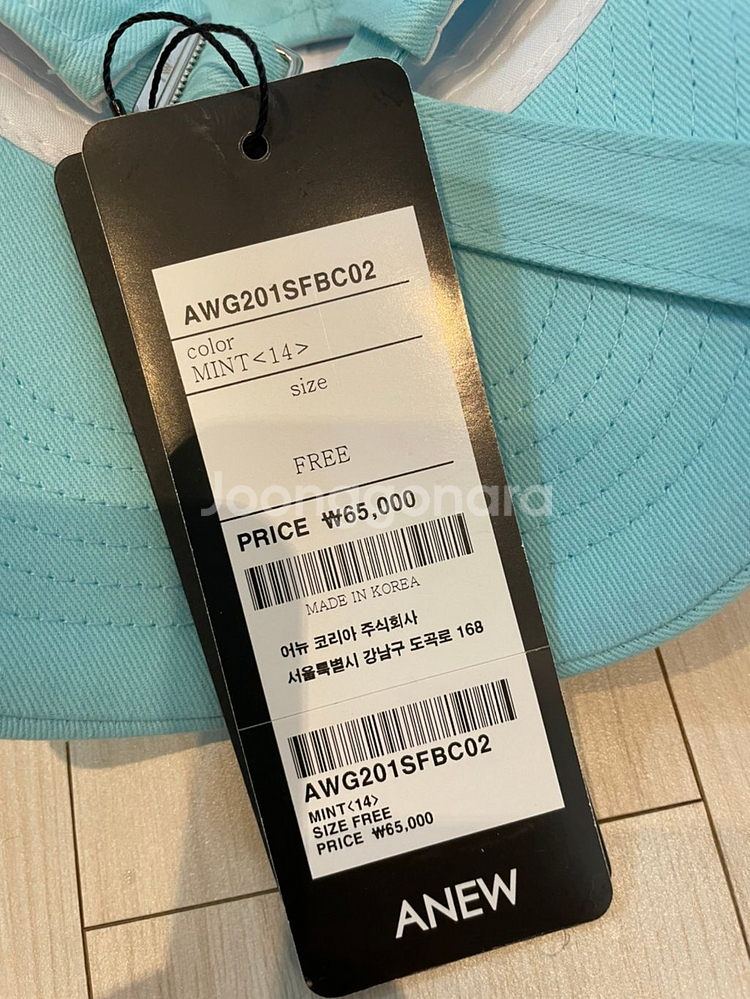 AWG201SFBC02
color
MINT<14>
size
FREE
Joonggonara
PRICE ₩65,000
MADE IN KOREA
어뉴 코리아 주식회사
서울특별시 강남구 도곡로 168
AWG201SFBC02
MINT<14>
SIZE FREE
PRICE ₩65,000
ANEW